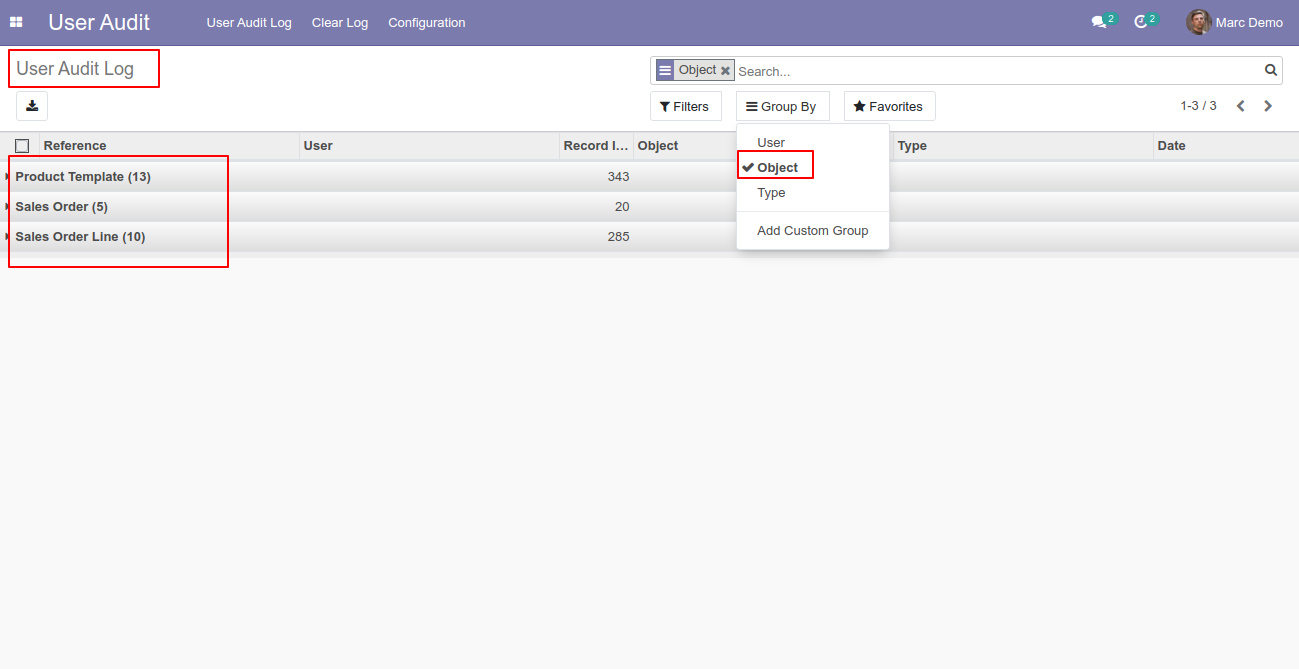 User Audit User Audit Log Clear Log Configuration 2 2 Marc Demo
User Audit Log
Object Search...
Filters Group By Favorites 1-3 / 3
Reference User Record I... Object Type Date
Product Template (13) 343
Sales Order (5) 20
Sales Order Line (10) 285
User
Object
Type
Add Custom Group